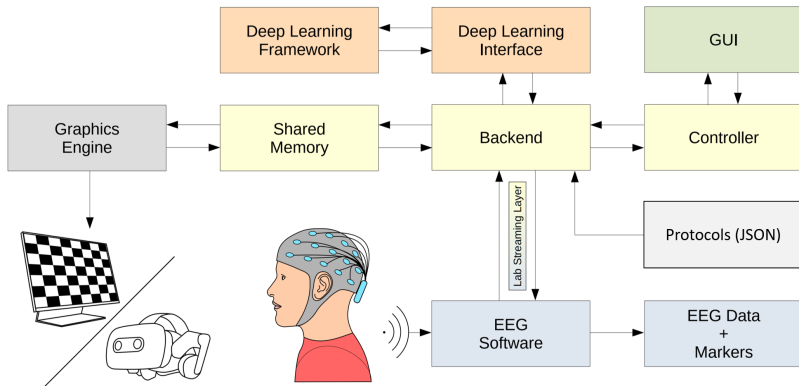 Deep Learning
Framework
Deep Learning
Interface
GUI
Graphics
Engine
Shared
Memory
Backend
Controller
Lab Streaming Layer
Protocols (JSON)
EEG
Software
EEG Data
+
Markers